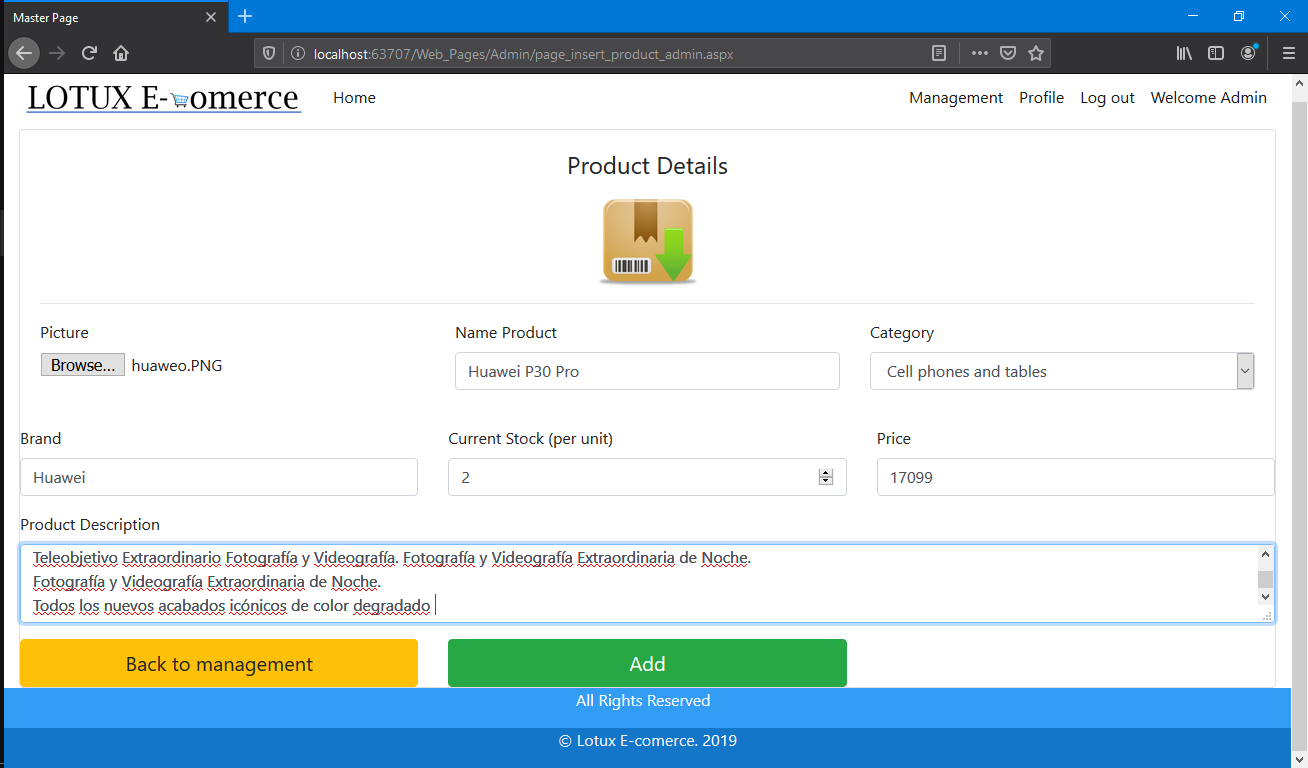 Master Page
localhost:63707/Web_Pages/Admin/page_insert_product_admin.aspx
LOTUX E-omerce Home Management Profile Log out Welcome Admin
Product Details
Picture Name Product Category
Browse... huaweo.PNG Huawei P30 Pro Cell phones and tables
Brand Current Stock (per unit) Price
Huawei 2 17099
Product Description
Teleobjetivo Extraordinario Fotografía y Videografía. Fotografía y Videografía Extraordinaria de Noche.
Fotografía y Videografía Extraordinaria de Noche.
Todos los nuevos acabados icónicos de color degradado
Back to management Add
All Rights Reserved
© Lotux E-comerce. 2019